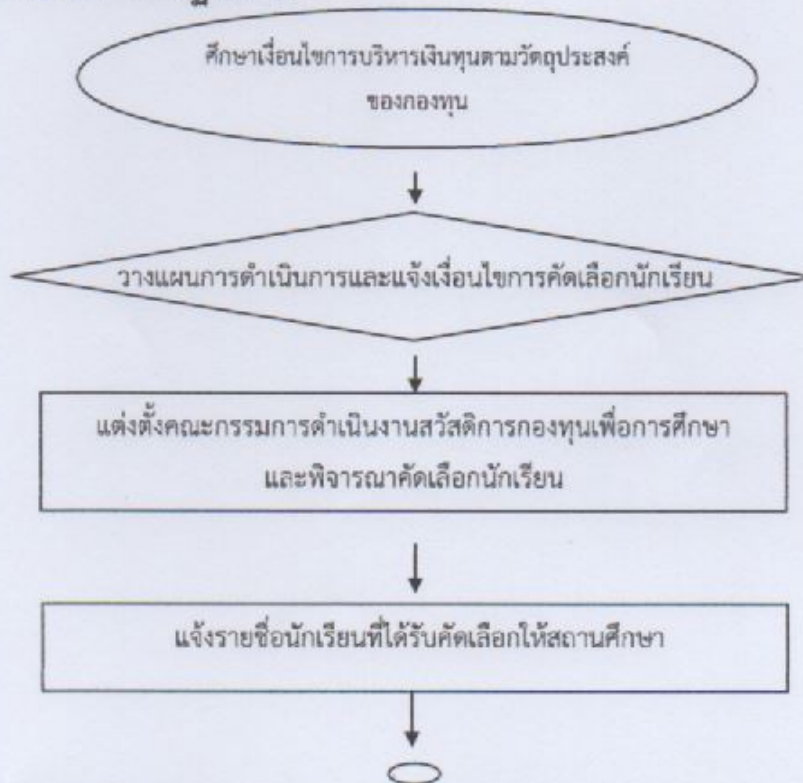 ศึกษาเงื่อนไขการบริหารเงินทุนตามวัตถุประสงค์
ของกองทุน
วางแผนการดำเนินการและแจ้งเงื่อนไขการคัดเลือกนักเรียน
แต่งตั้งคณะกรรมการดำเนินงานสวัสดิการกองทุนเพื่อการศึกษา
และพิจารณาคัดเลือกนักเรียน
แจ้งรายชื่อนักเรียนที่ได้รับคัดเลือกให้สถานศึกษา